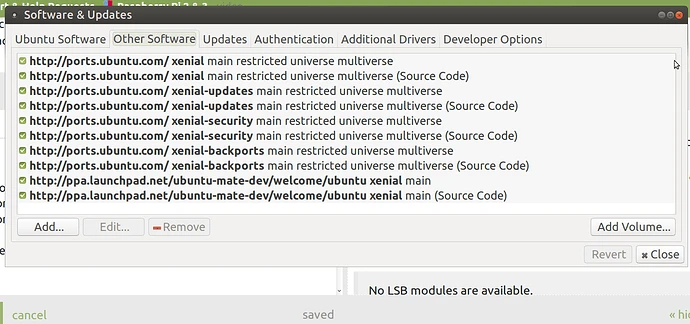 Software & Updates
Ubuntu Software Other Software Updates Authentication Additional Drivers Developer Options
http://ports.ubuntu.com/ xenial main restricted universe multiverse
http://ports.ubuntu.com/ xenial main restricted universe multiverse (Source Code)
http://ports.ubuntu.com/ xenial-updates main restricted universe multiverse
http://ports.ubuntu.com/ xenial-updates main restricted universe multiverse (Source Code)
http://ports.ubuntu.com/ xenial-security main restricted universe multiverse
http://ports.ubuntu.com/ xenial-security main restricted universe multiverse (Source Code)
http://ports.ubuntu.com/ xenial-backports main restricted universe multiverse
http://ports.ubuntu.com/ xenial-backports main restricted universe multiverse (Source Code)
http://ppa.launchpad.net/ubuntu-mate-dev/welcome/ubuntu xenial main
http://ppa.launchpad.net/ubuntu-mate-dev/welcome/ubuntu xenial main (Source Code)
Add... Edit... Remove Add Volume...
Revert Close
No LSB modules are available.
cancel saved « hi